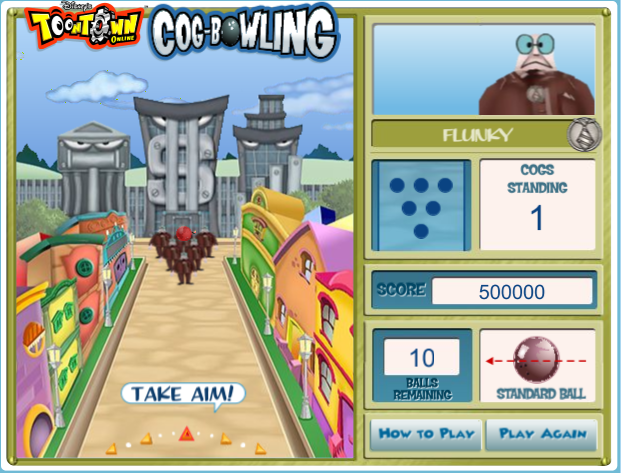 Disney's
TOONTOWN
ONLINE
COG-BOWLING
FLUNKY
COGS
STANDING
1
SCORE
500000
10
BALLS
REMAINING
STANDARD BALL
TAKE AIM!
HOW TO PLAY
PLAY AGAIN